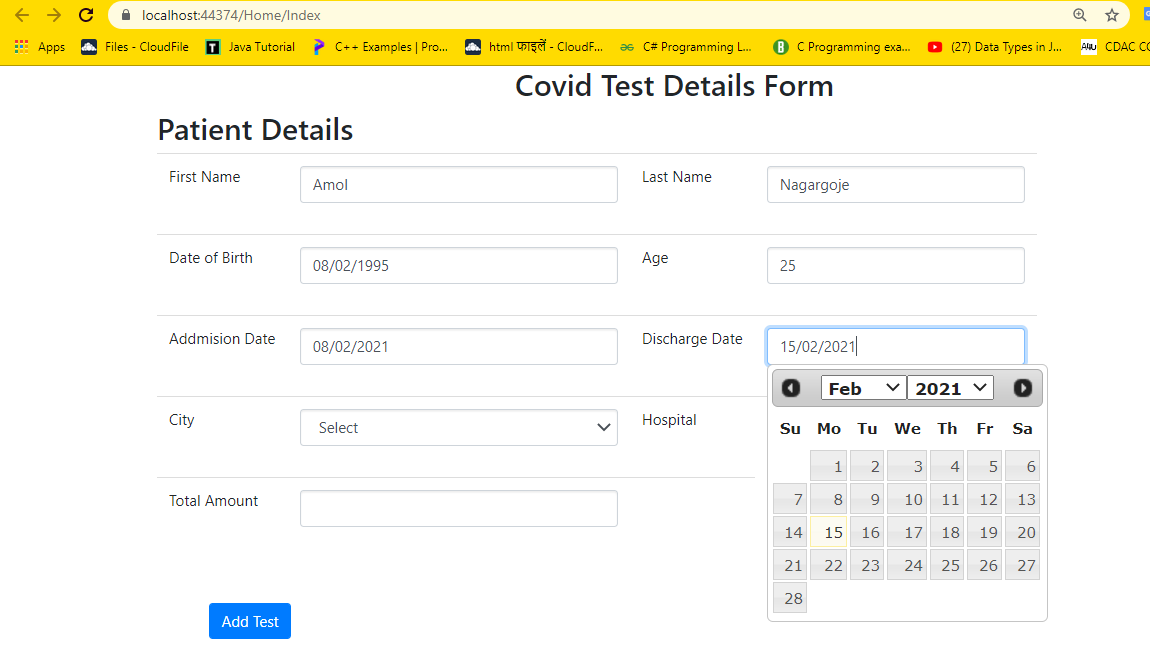 localhost:44374/Home/Index
Apps Files - CloudFile Java Tutorial C++ Examples | Pro... html फाइलें - CloudF... C# Programming L... C Programming exa... (27) Data Types in J... CDAC CO
Covid Test Details Form
Patient Details
First Name Amol Last Name Nagargoje
Date of Birth 08/02/1995 Age 25
Addmision Date 08/02/2021 Discharge Date 15/02/2021
Feb 2021
Su Mo Tu We Th Fr Sa
1 2 3 4 5 6
7 8 9 10 11 12 13
14 15 16 17 18 19 20
21 22 23 24 25 26 27
28
City Select Hospital
Total Amount
Add Test